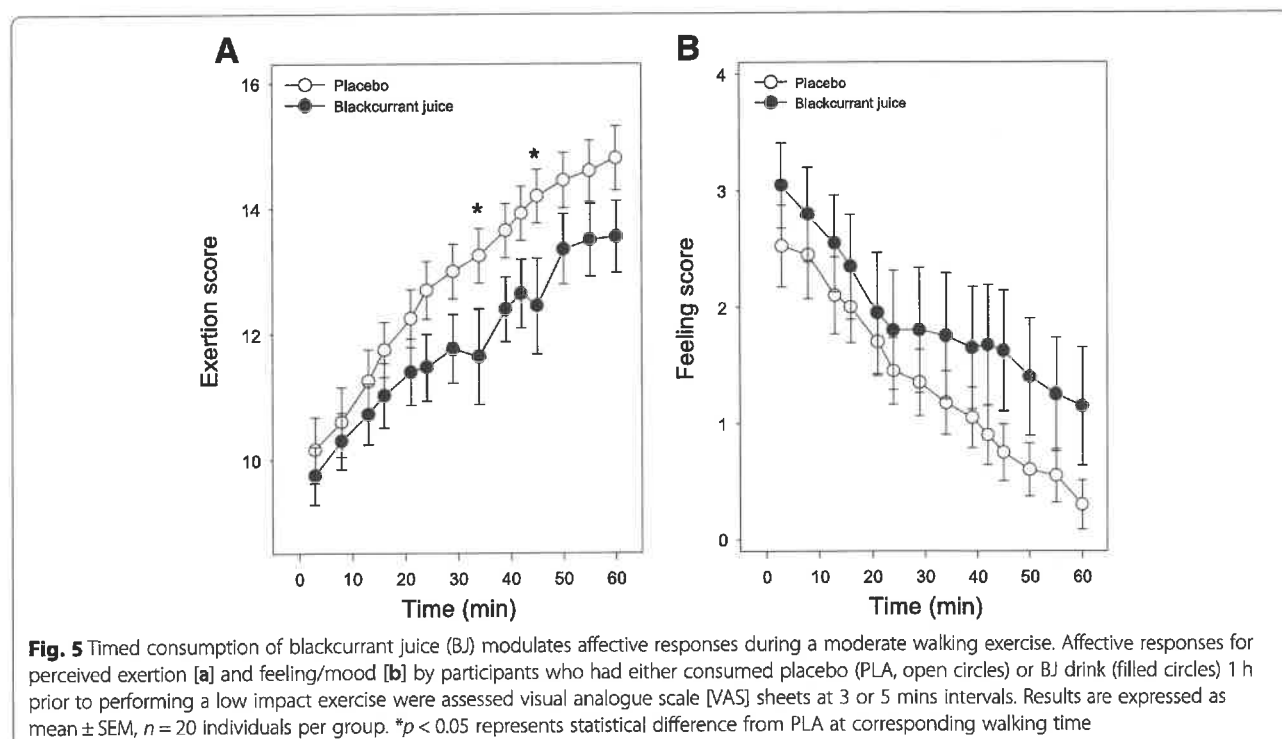 A
B
16
14
12
10
Exertion score
Placebo
Blackcurrant juice
*
*
0 10 20 30 40 50 60
Time (min)
4
3
2
1
0
Feeling score
Placebo
Blackcurrant juice
0 10 20 30 40 50 60
Time (min)
Fig. 5 Timed consumption of blackcurrant juice (BJ) modulates affective responses during a moderate walking exercise. Affective responses for
perceived exertion [a] and feeling/mood [b] by participants who had either consumed placebo (PLA, open circles) or BJ drink (filled circles) 1 h
prior to performing a low impact exercise were assessed visual analogue scale [VAS] sheets at 3 or 5 mins intervals. Results are expressed as
mean ± SEM, n = 20 individuals per group. *p < 0.05 represents statistical difference from PLA at corresponding walking time